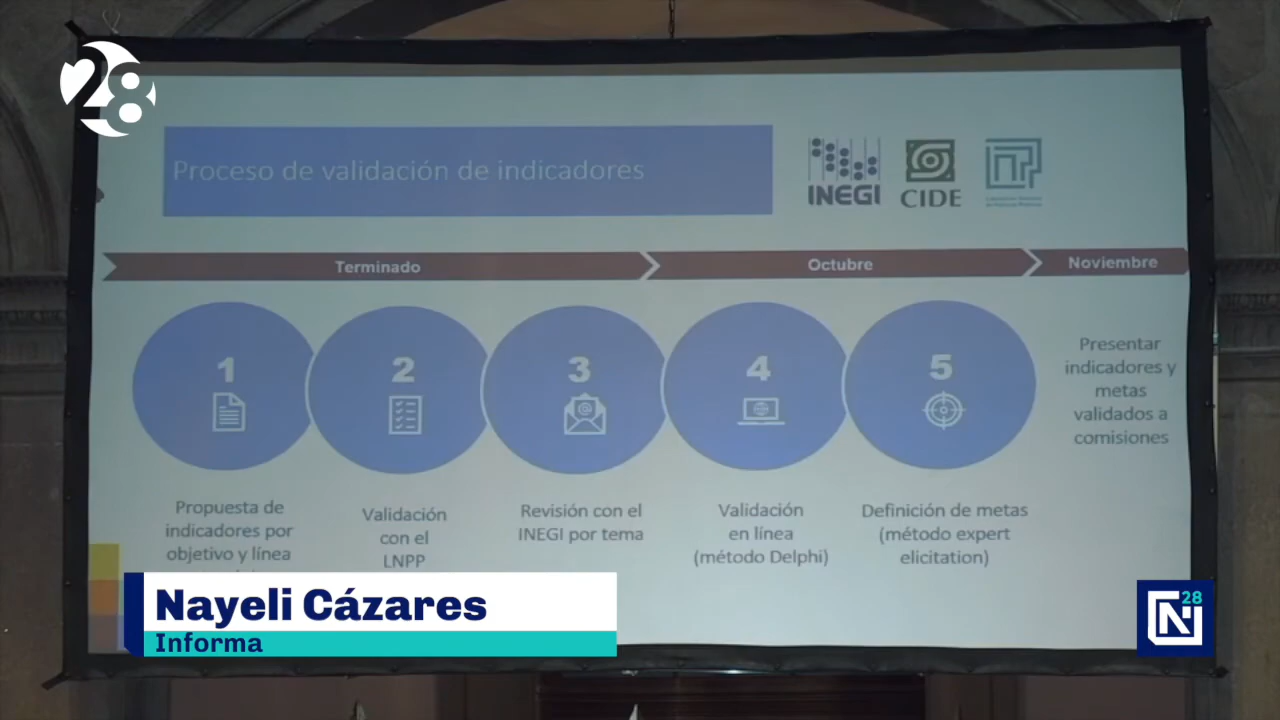 28
Proceso de validación de indicadores
INEGI
CIDE
LNPP
Terminado
Octubre
Noviembre
1
2
3
4
5
Propuesta de
indicadores por
objetivo y línea
Validación
con el
LNPP
Revisión con el
INEGI por tema
Validación
en línea
(método Delphi)
Definición de metas
(método expert
elicitation)
Presentar
indicadores y
metas
validados a
comisiones
Nayeli Cázares
Informa
N 28